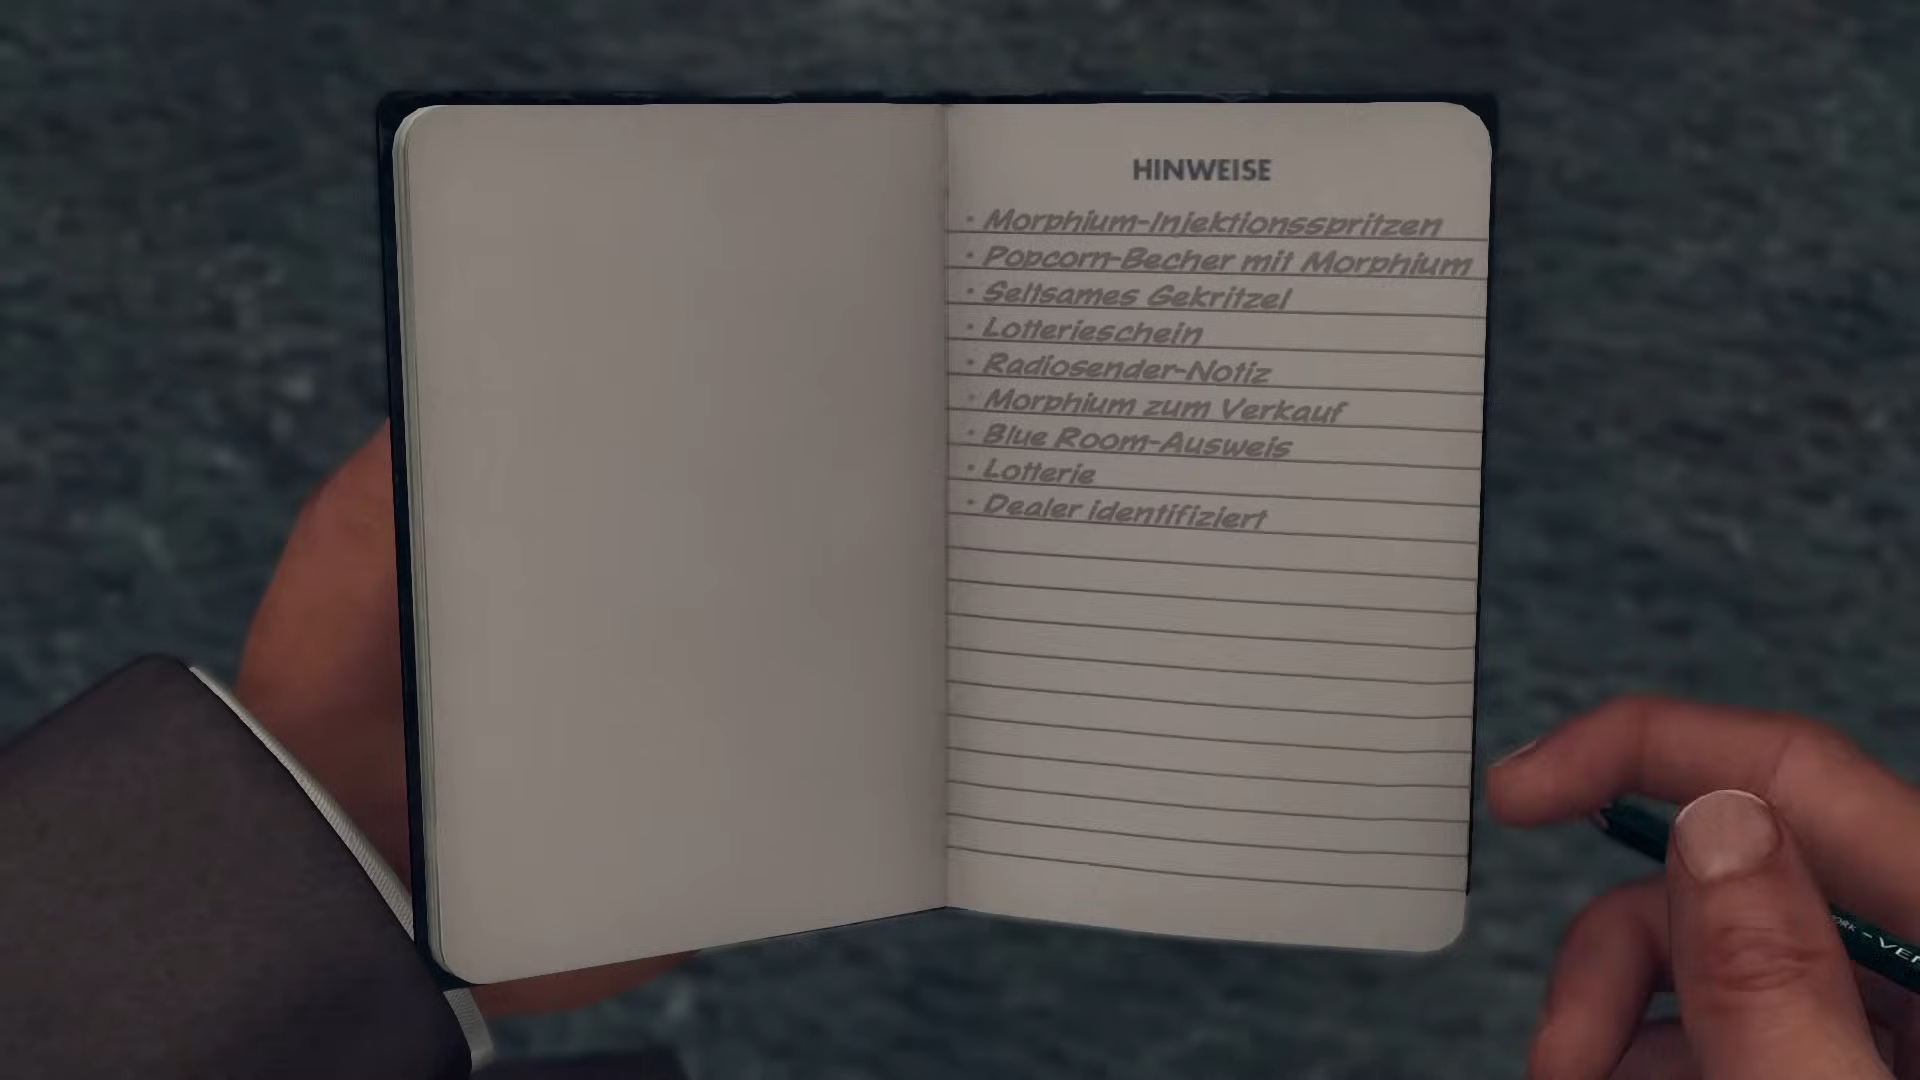 HINWEISE
• Morphium-Injektionsspritzen
• Popcorn-Becher mit Morphium
• Seltsames Gekritzel
• Lotterieschein
• Radiosender-Notiz
• Morphium zum Verkauf
• Blue Room-Ausweis
• Lotterie
• Dealer identifiziert